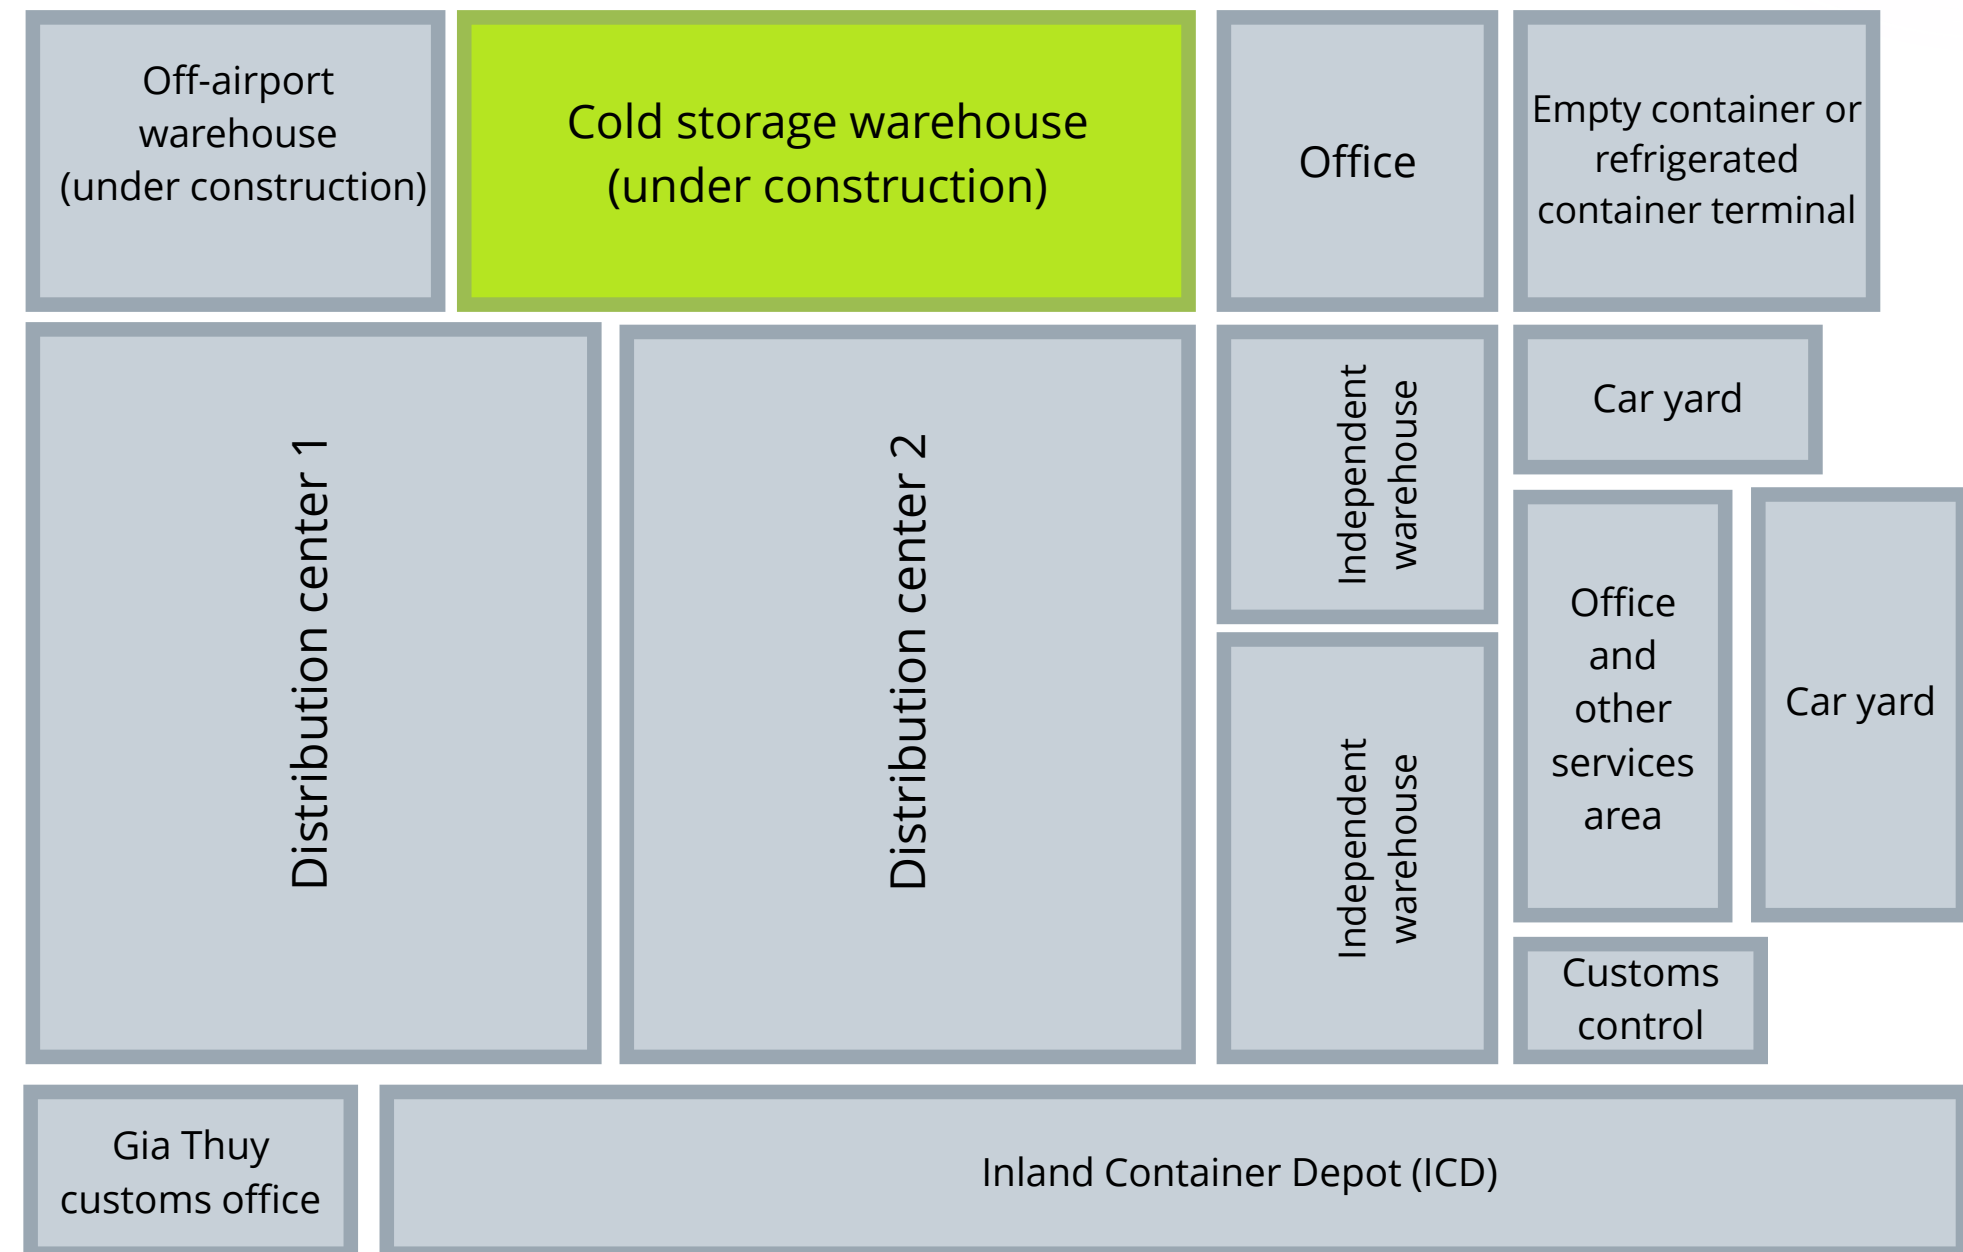 Off-airport
warehouse
(under construction)
Cold storage warehouse
(under construction)
Office
Empty container or
refrigerated
container terminal
Distribution center 1
Distribution center 2
Independent
warehouse
Car yard
Office
and
other
services
area
Car yard
Independent
warehouse
Customs
control
Gia Thuy
customs office
Inland Container Depot (ICD)